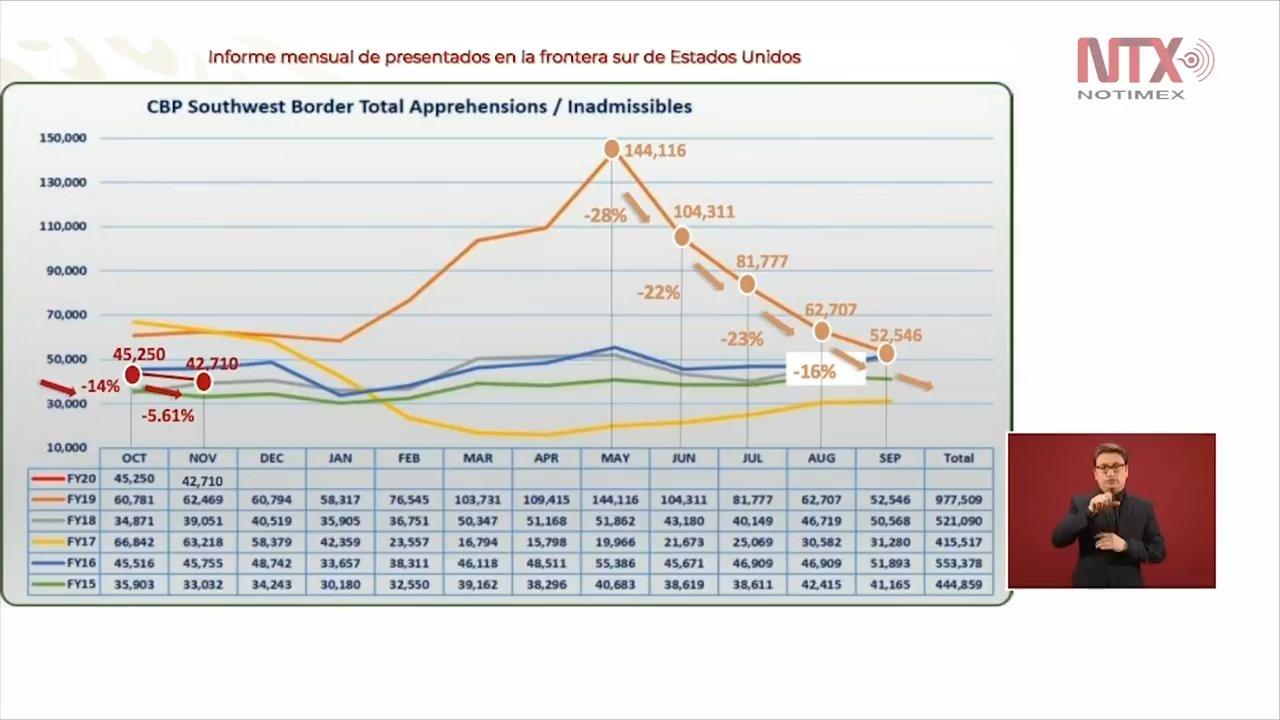 Informe mensual de presentados en la frontera sur de Estados Unidos
NTX
NOTIMEX
CBP Southwest Border Total Apprehensions / Inadmissibles
150,000
130,000
110,000
90,000
70,000
50,000
30,000
10,000
144,116
-28%
104,311
-22%
81,777
-23%
62,707
-16%
52,546
45,250
42,710
-14%
-5.61%
OCT NOV DEC JAN FEB MAR APR MAY JUN JUL AUG SEP Total
FY20 45,250 42,710
FY19 60,781 62,469 60,794 58,317 76,545 103,731 109,415 144,116 104,311 81,777 62,707 52,546 977,509
FY18 34,871 39,051 40,519 35,905 36,751 50,347 51,168 51,862 43,180 40,149 46,719 50,568 521,090
FY17 66,842 63,218 58,379 42,359 23,557 16,794 15,798 19,966 21,673 25,069 30,582 31,280 415,517
FY16 45,516 45,755 48,742 33,657 38,311 46,118 48,511 55,386 45,671 46,909 46,909 51,893 553,378
FY15 35,903 33,032 34,243 30,180 32,550 39,162 38,296 40,683 38,619 38,611 42,415 41,165 444,859